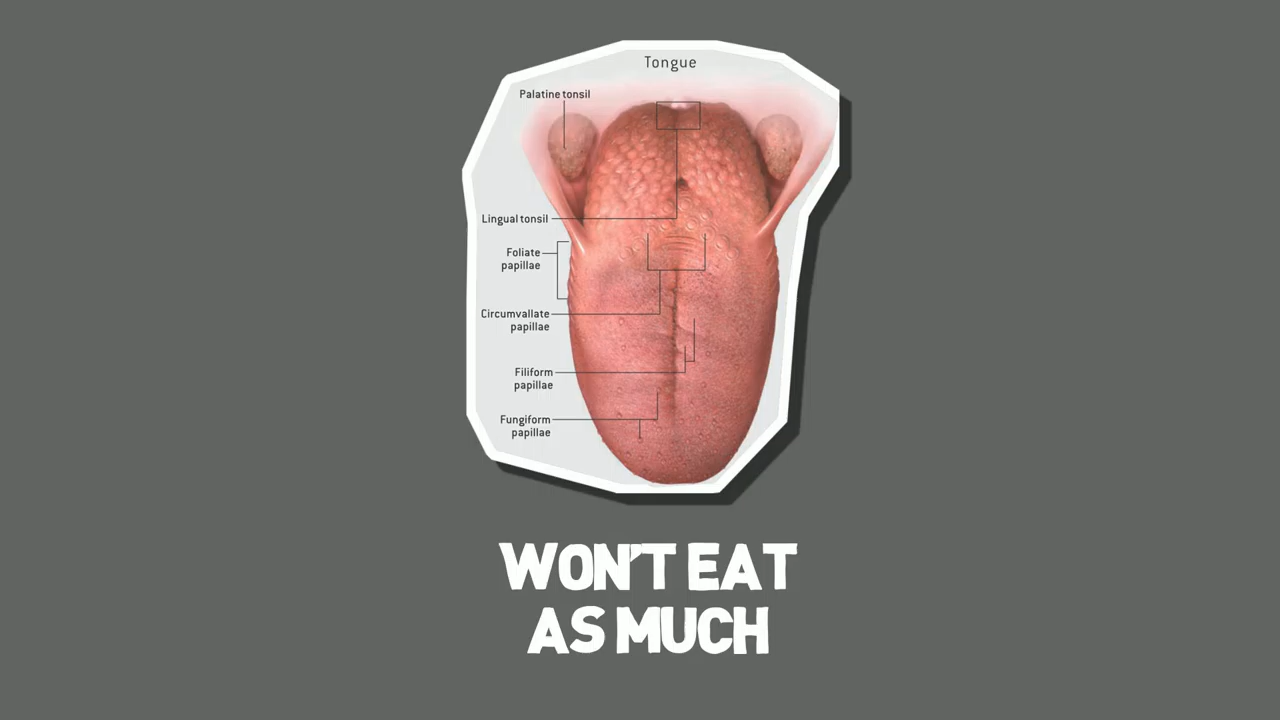 Tongue
Palatine tonsil
Lingual tonsil
Foliate
papillae
Circumvallate
papillae
Filiform
papillae
Fungiform
papillae
WON'T EAT
AS MUCH